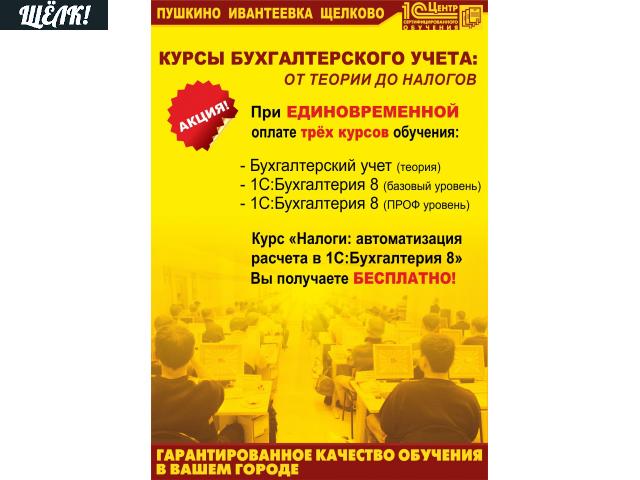 ЩЁЛК!
ПУШКИНО ИВАНТЕЕВКА ЩЕЛКОВО
1С ЦЕНТР
СЕРТИФИЦИРОВАННОГО
ОБУЧЕНИЯ
КУРСЫ БУХГАЛТЕРСКОГО УЧЕТА:
ОТ ТЕОРИИ ДО НАЛОГОВ
АКЦИЯ!
При ЕДИНОВРЕМЕННОЙ
оплате трёх курсов обучения:
- Бухгалтерский учет (теория)
- 1С:Бухгалтерия 8 (базовый уровень)
- 1С:Бухгалтерия 8 (ПРОФ уровень)
Курс «Налоги: автоматизация
расчета в 1С:Бухгалтерия 8»
Вы получаете БЕСПЛАТНО!
ГАРАНТИРОВАННОЕ КАЧЕСТВО ОБУЧЕНИЯ
В ВАШЕМ ГОРОДЕ